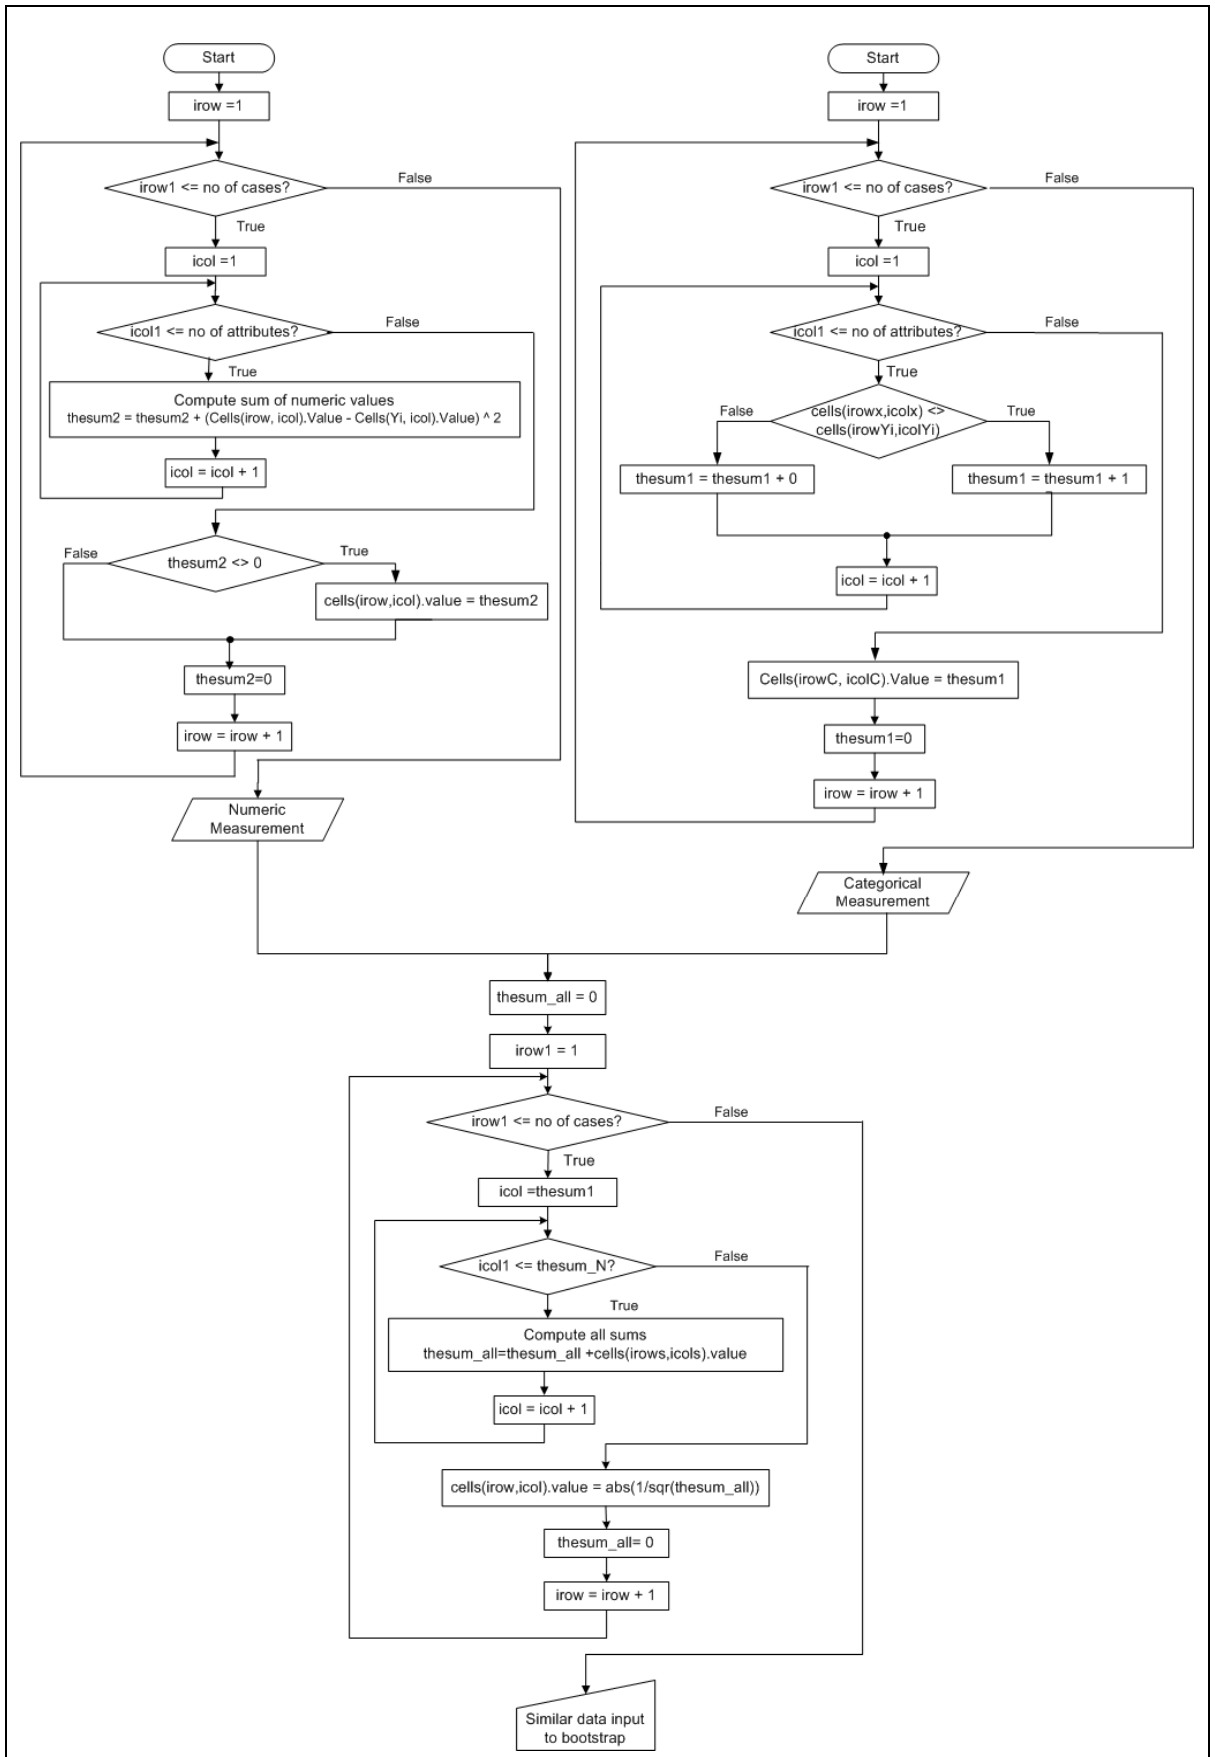 Start
irow =1
irow1 <= no of cases?
False
True
icol =1
icol1 <= no of attributes?
False
True
Compute sum of numeric values
thesum2 = thesum2 + (Cells(irow, icol).Value - Cells(Yi, icol).Value) ^ 2
icol = icol + 1
False
thesum2 <> 0
True
cells(irow,icol).value = thesum2
thesum2=0
irow = irow + 1
Numeric
Measurement
Start
irow =1
irow1 <= no of cases?
False
True
icol =1
icol1 <= no of attributes?
False
True
False
cells(irowx,icolx) <>
cells(irowYi,icolYi)
True
thesum1 = thesum1 + 0
thesum1 = thesum1 + 1
icol = icol + 1
Cells(irowC, icolC).Value = thesum1
thesum1=0
irow = irow + 1
Categorical
Measurement
thesum_all = 0
irow1 = 1
irow1 <= no of cases?
False
True
icol =thesum1
icol1 <= thesum_N?
False
True
Compute all sums
thesum_all=thesum_all +cells(irows,icols).value
icol = icol + 1
cells(irow,icol).value = abs(1/sqr(thesum_all))
thesum_all= 0
irow = irow + 1
Similar data input
to bootstrap